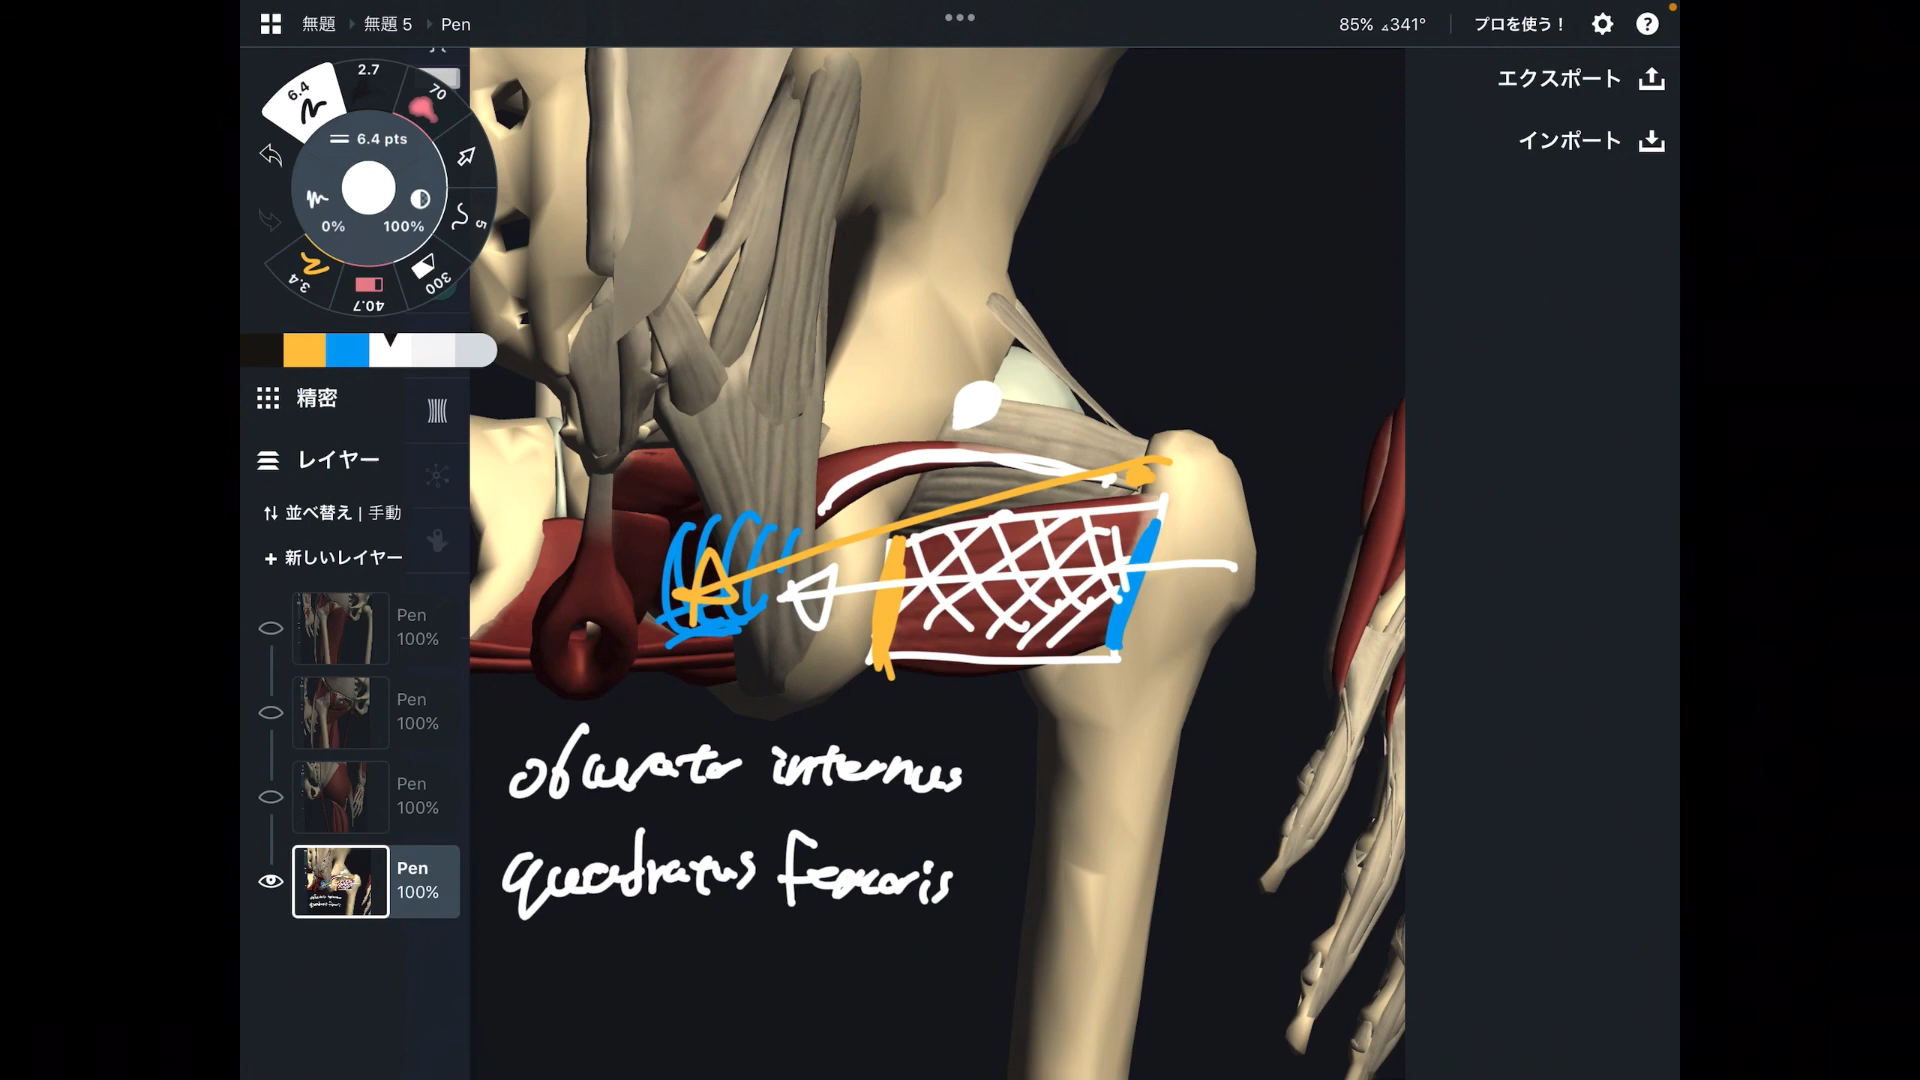 無題 無題 5 Pen
85% ⊿341°
プロを使う！
エクスポート
インポート
2.7
6.4
70
6.4 pts
0% 100%
5
300
40.7
3.4
精密
レイヤー
並べ替え | 手動
+ 新しいレイヤー
Pen
100%
Pen
100%
Pen
100%
Pen
100%
internus
quadratus femoris